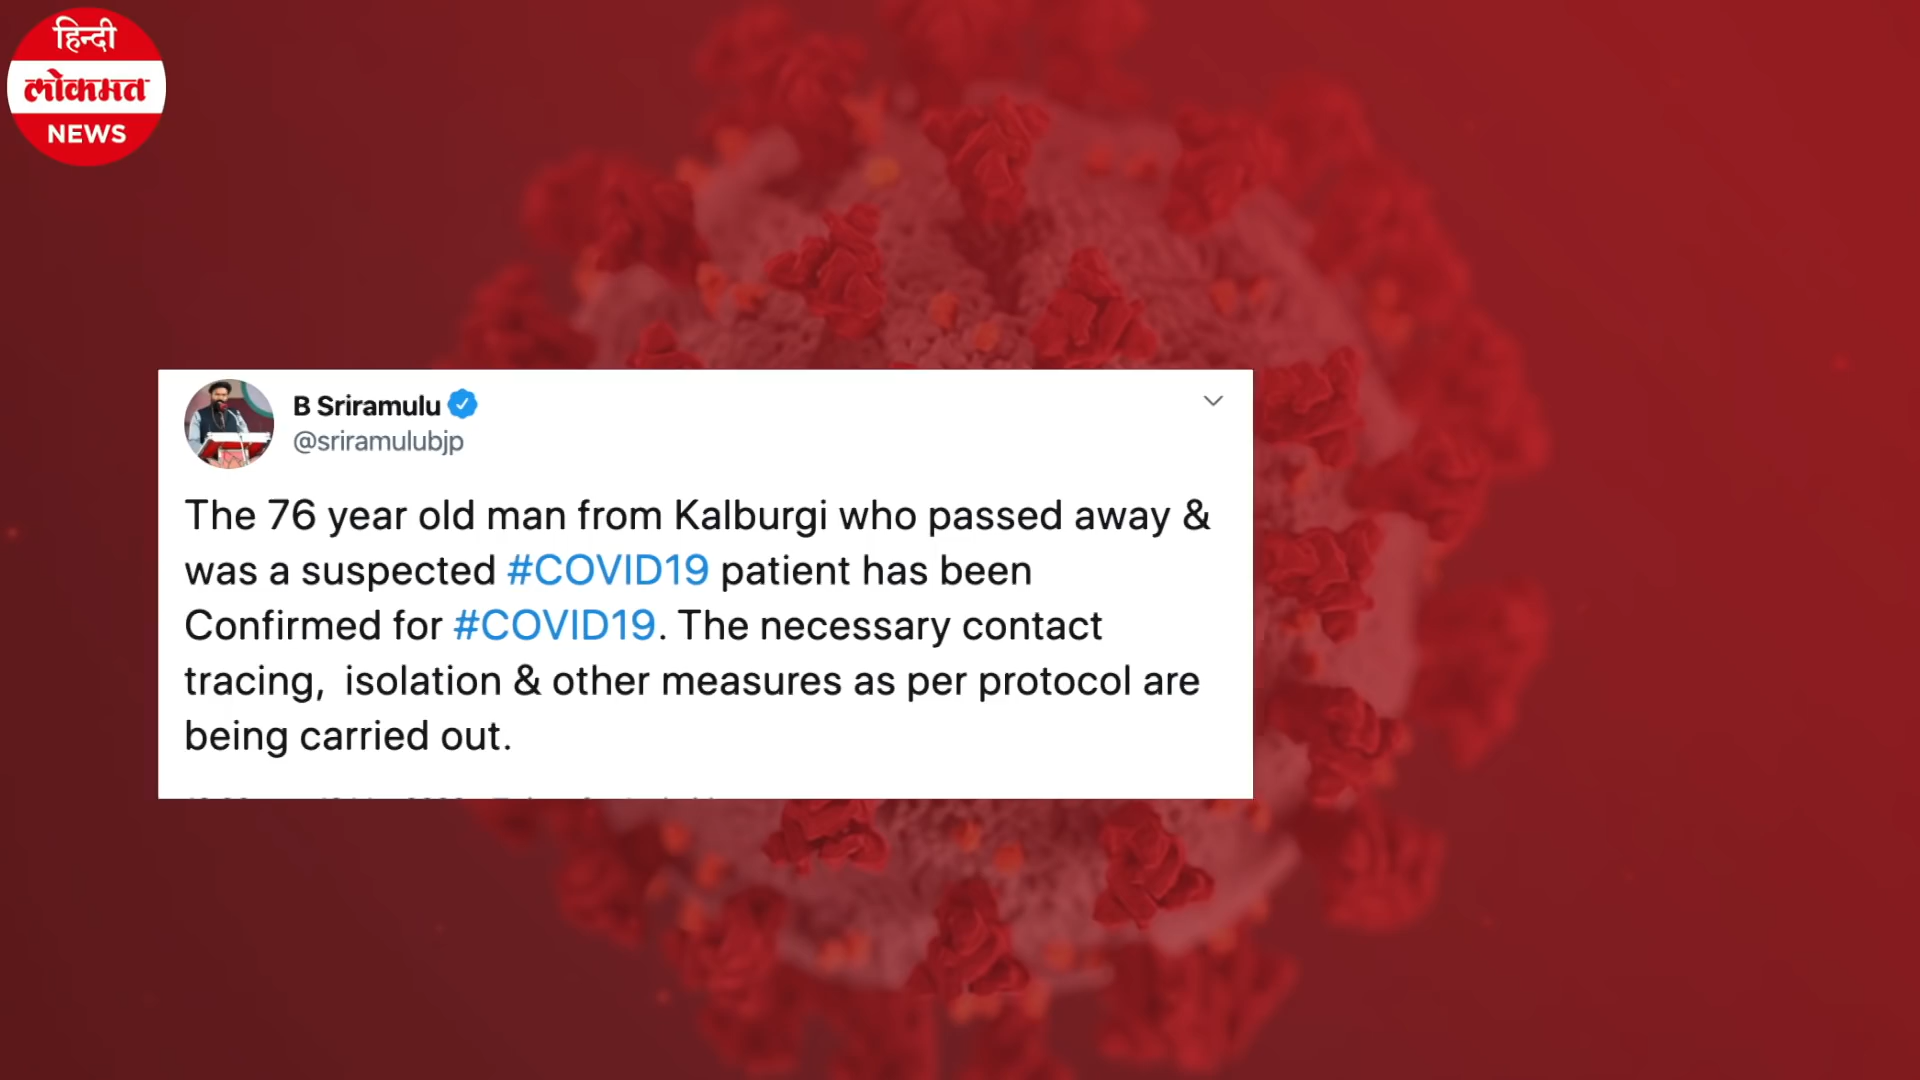 हिन्दी
लोकमत
NEWS
B Sriramulu
@sriramulubjp
The 76 year old man from Kalburgi who passed away &
was a suspected #COVID19 patient has been
Confirmed for #COVID19. The necessary contact
tracing, isolation & other measures as per protocol are
being carried out.